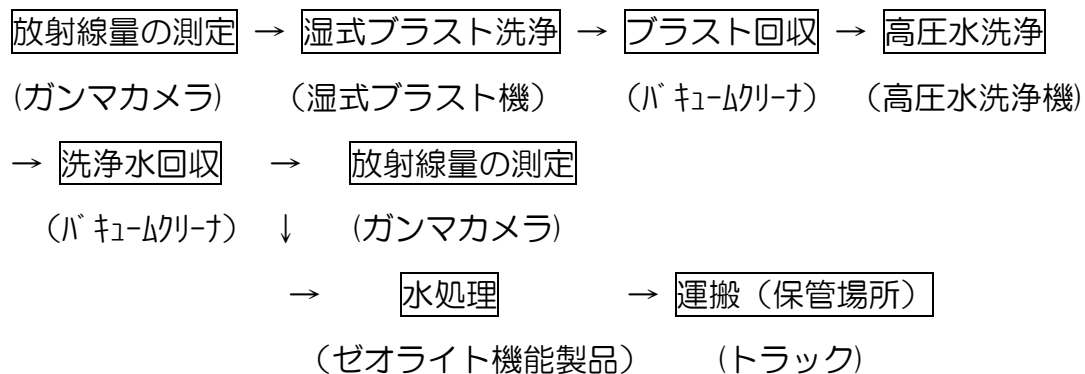 放射線量の測定 → 湿式ブラスト洗浄 → ブラスト回収 → 高圧水洗浄
(ガンマカメラ) （湿式ブラスト機） （ﾊﾞｷｭｰﾑｸﾘｰﾅ） （高圧水洗浄機)
→ 洗浄水回収 → 放射線量の測定
（ﾊﾞｷｭｰﾑｸﾘｰﾅ） ↓ (ガンマカメラ)
→ 水処理 → 運搬（保管場所）
（ゼオライト機能製品） (トラック)